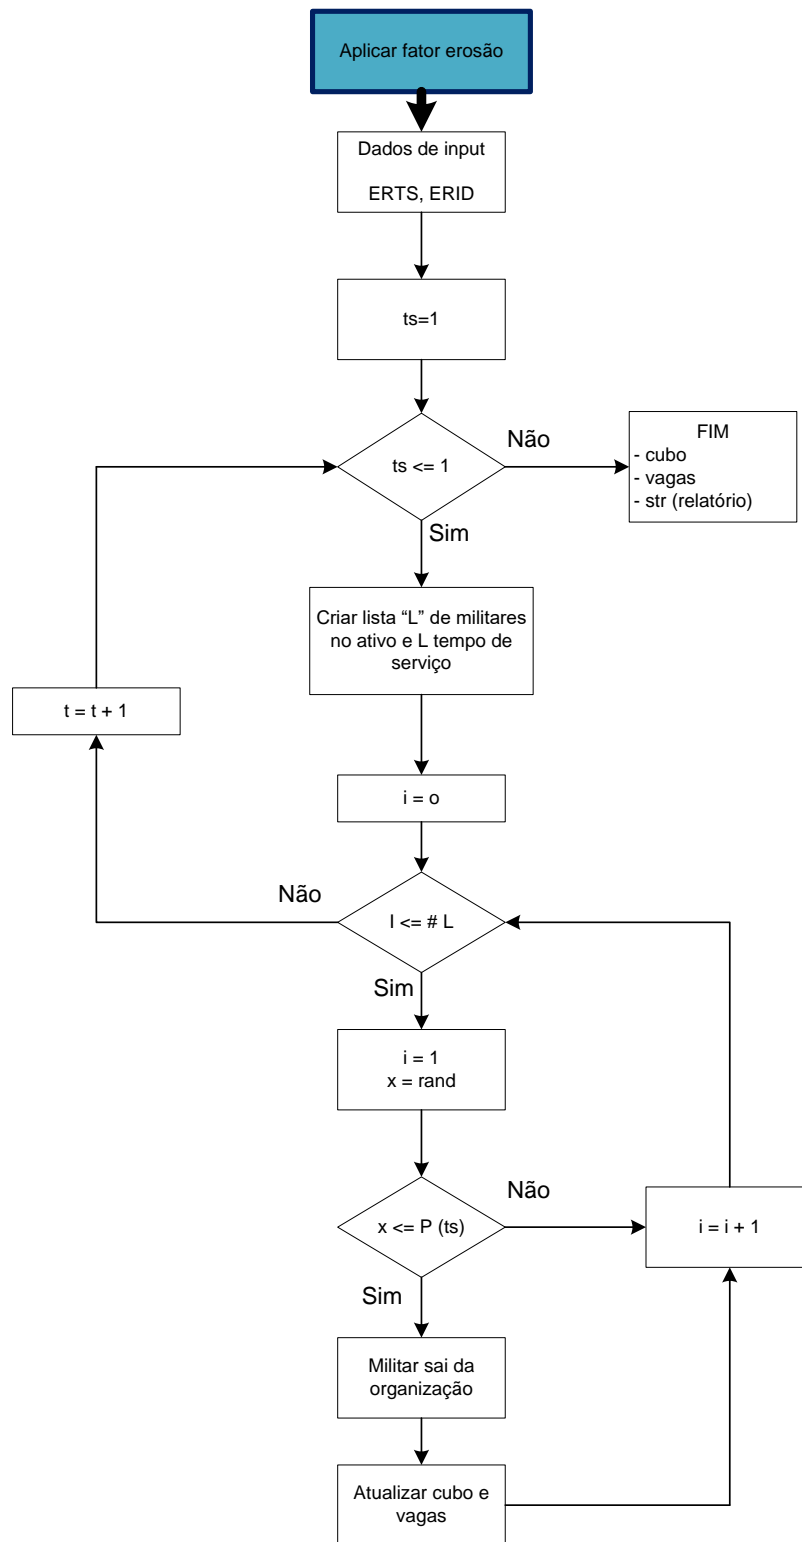 Aplicar fator erosão
Dados de input
ERTS, ERID
ts=1
ts <= 1
Não
FIM
- cubo
- vagas
- str (relatório)
Sim
Criar lista “L” de militares
no ativo e L tempo de
serviço
t = t + 1
i = o
Não
I <= # L
Sim
i = 1
x = rand
x <= P (ts)
Não
i = i + 1
Sim
Militar sai da
organização
Atualizar cubo e
vagas